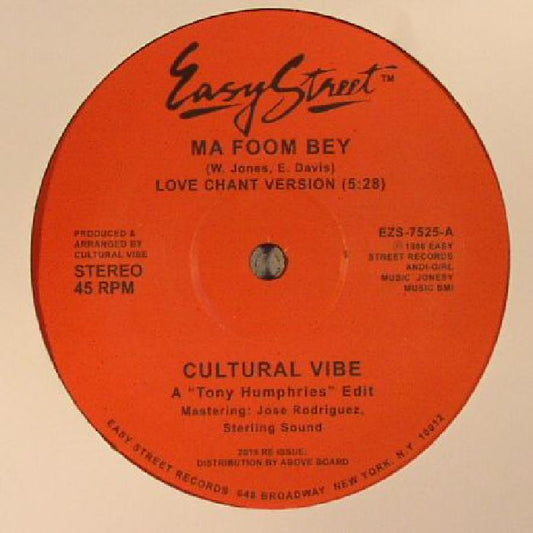 Easy Street™
MA FOOM BEY
(W. Jones, E. Davis)
LOVE CHANT VERSION (5:28)
PRODUCED &
ARRANGED BY
CULTURAL VIBE
STEREO
45 RPM
EZS-7525-A
℗ 1986 EASY
STREET RECORDS
ANDI-GIRL
MUSIC JONESY
MUSIC BMI
CULTURAL VIBE
A "Tony Humphries" Edit
Mastering: Jose Rodriguez,
Sterling Sound
RE ISSUE:
DISTRIBUTION BY ABOVE BOARD
EASY STREET RECORDS 648 BROADWAY NEW YORK, N.Y 10012